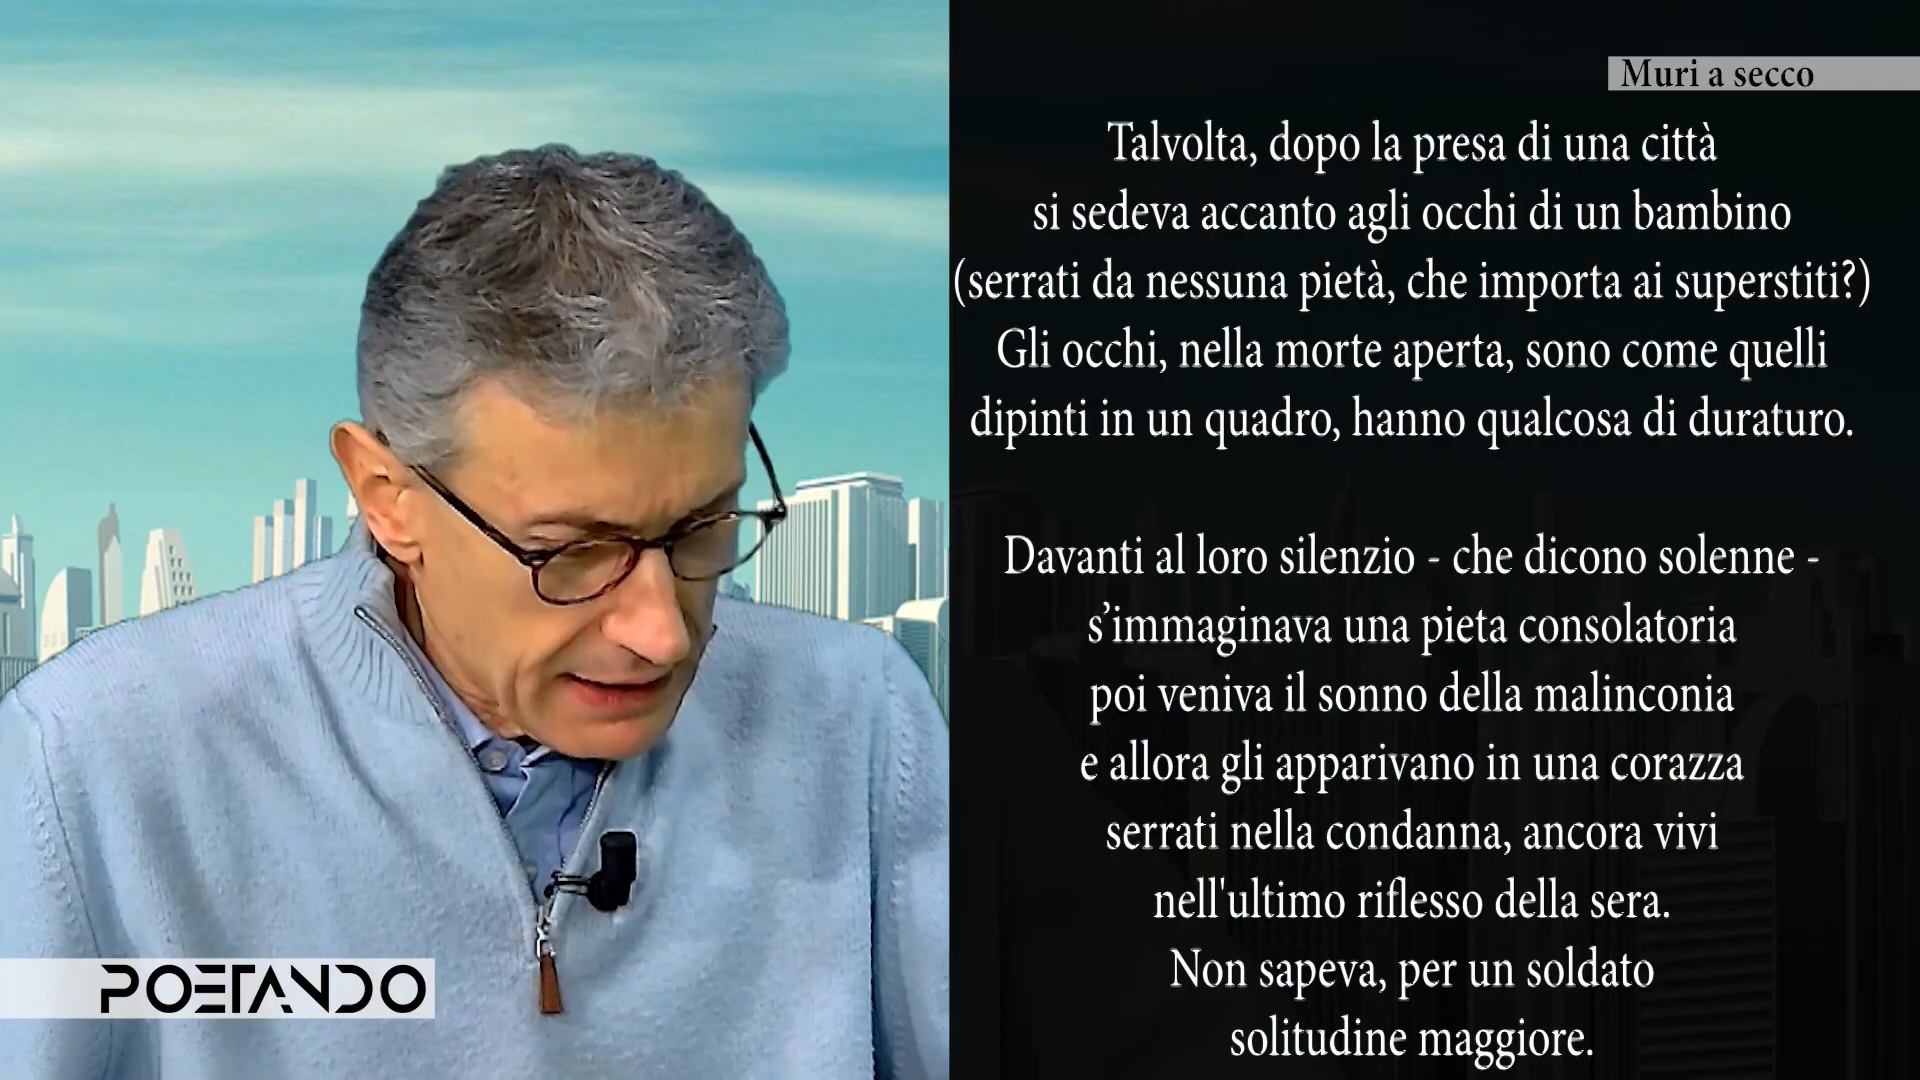 Muri a secco
Talvolta, dopo la presa di una città
si sedeva accanto agli occhi di un bambino
(serrati da nessuna pietà, che importa ai superstiti?)
Gli occhi, nella morte aperta, sono come quelli
dipinti in un quadro, hanno qualcosa di duraturo.
Davanti al loro silenzio - che dicono solenne -
s’immaginava una pieta consolatoria
poi veniva il sonno della malinconia
e allora gli apparivano in una corazza
serrati nella condanna, ancora vivi
nell'ultimo riflesso della sera.
Non sapeva, per un soldato
solitudine maggiore.
POETANDO